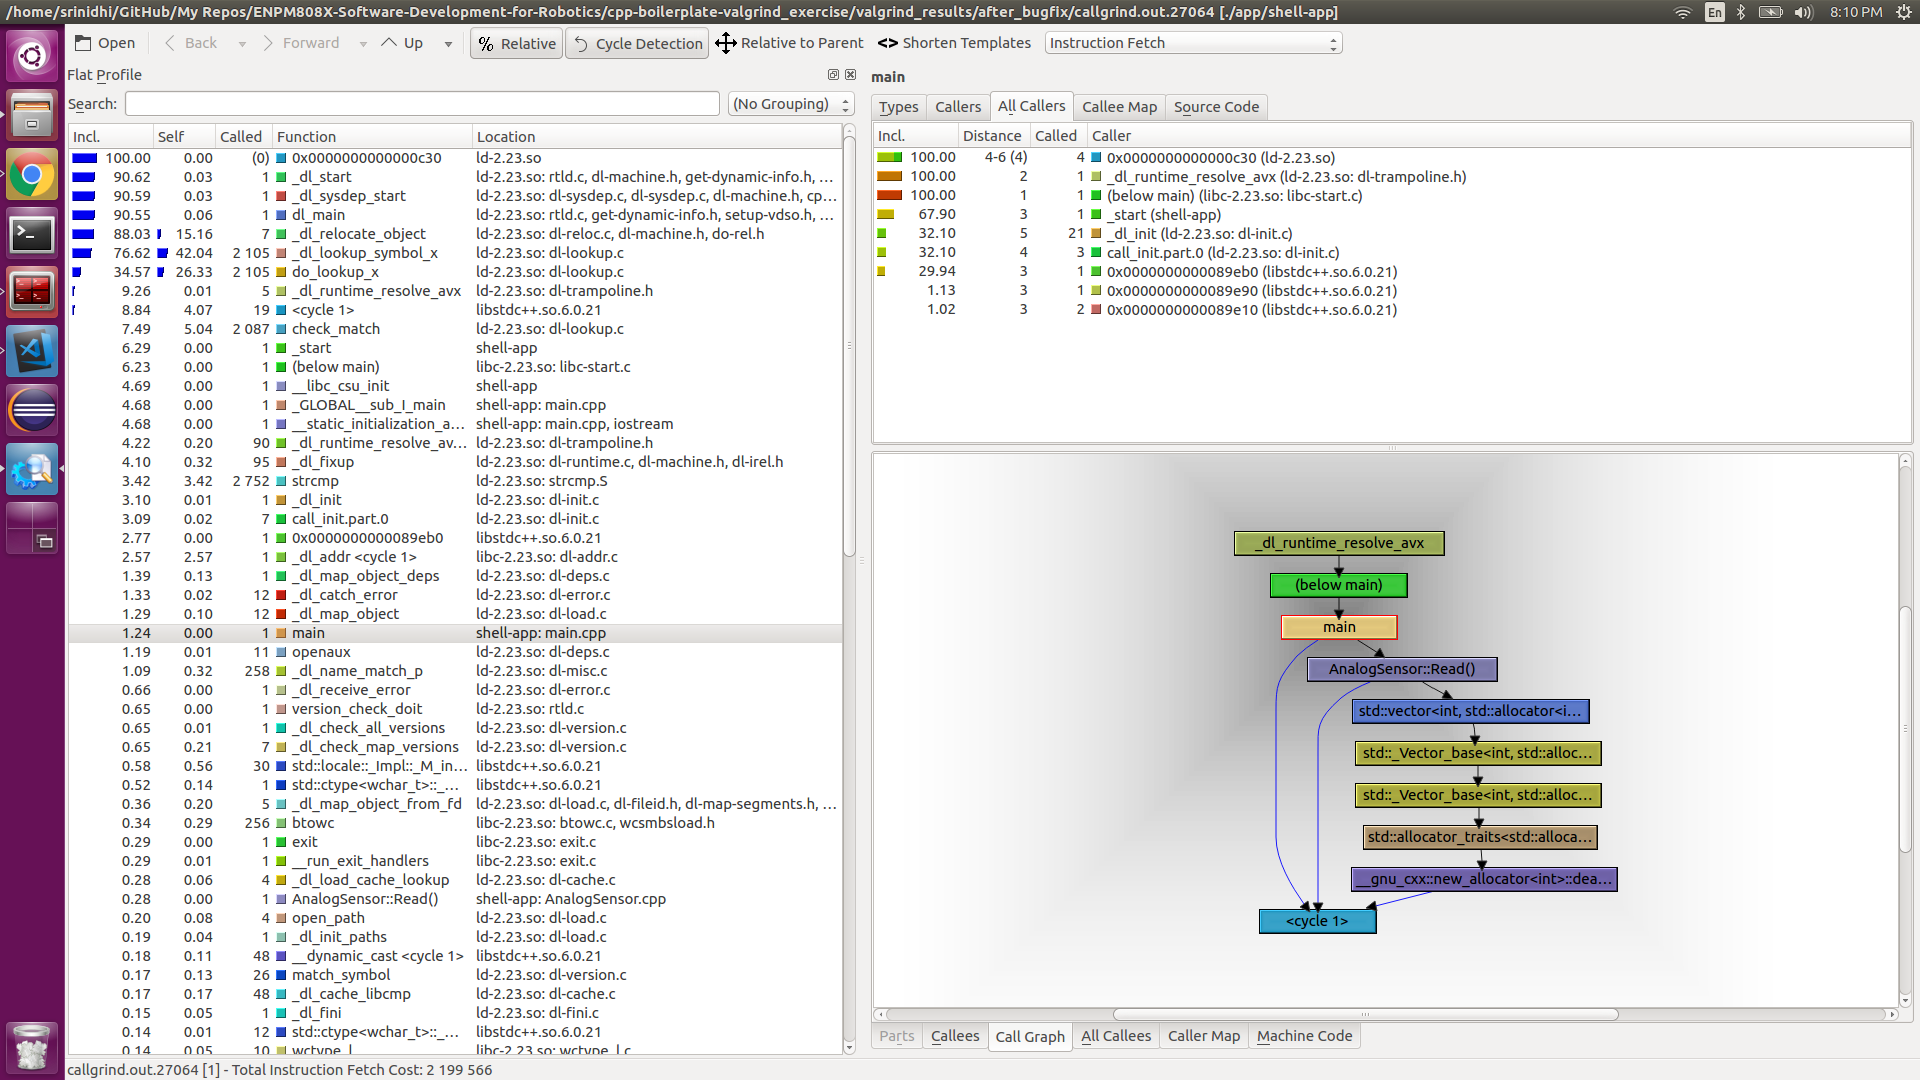 /home/srinidhi/GitHub/My Repos/ENPM808X-Software-Development-for-Robotics/cpp-boilerplate-valgrind_exercise/valgrind_results/after_bugfix/callgrind.out.27064 [./app/shell-app] En 8:10 PM
Open Back Forward Up % Relative Cycle Detection Relative to Parent <> Shorten Templates Instruction Fetch
Flat Profile
Search: (No Grouping)
Incl. Self Called Function Location
100.00 0.00 (0) 0x0000000000000c30 ld-2.23.so
90.62 0.03 1 _dl_start ld-2.23.so: rtld.c, dl-machine.h, get-dynamic-info.h, ...
90.59 0.03 1 _dl_sysdep_start ld-2.23.so: dl-sysdep.c, dl-sysdep.c, dl-machine.h, cp...
90.55 0.06 1 dl_main ld-2.23.so: rtld.c, get-dynamic-info.h, setup-vdso.h, ...
88.03 15.16 7 _dl_relocate_object ld-2.23.so: dl-reloc.c, dl-machine.h, do-rel.h
76.62 42.04 2 105 _dl_lookup_symbol_x ld-2.23.so: dl-lookup.c
34.57 26.33 2 105 do_lookup_x ld-2.23.so: dl-lookup.c
9.26 0.01 5 _dl_runtime_resolve_avx ld-2.23.so: dl-trampoline.h
8.84 4.07 19 <cycle 1> libstdc++.so.6.0.21
7.49 5.04 2 087 check_match ld-2.23.so: dl-lookup.c
6.29 0.00 1 _start shell-app
6.23 0.00 1 (below main) libc-2.23.so: libc-start.c
4.69 0.00 1 __libc_csu_init shell-app
4.68 0.00 1 _GLOBAL__sub_I_main shell-app: main.cpp
4.68 0.00 1 __static_initialization_a... shell-app: main.cpp, iostream
4.22 0.20 90 _dl_runtime_resolve_av... ld-2.23.so: dl-trampoline.h
4.10 0.32 95 _dl_fixup ld-2.23.so: dl-runtime.c, dl-machine.h, dl-irel.h
3.42 3.42 2 752 strcmp ld-2.23.so: strcmp.S
3.10 0.01 1 _dl_init ld-2.23.so: dl-init.c
3.09 0.02 7 call_init.part.0 ld-2.23.so: dl-init.c
2.77 0.00 1 0x0000000000089eb0 libstdc++.so.6.0.21
2.57 2.57 1 _dl_addr <cycle 1> libc-2.23.so: dl-addr.c
1.39 0.13 1 _dl_map_object_deps ld-2.23.so: dl-deps.c
1.33 0.02 12 _dl_catch_error ld-2.23.so: dl-error.c
1.29 0.10 12 _dl_map_object ld-2.23.so: dl-load.c
1.24 0.00 1 main shell-app: main.cpp
1.19 0.01 11 openaux ld-2.23.so: dl-deps.c
1.09 0.32 258 _dl_name_match_p ld-2.23.so: dl-misc.c
0.66 0.00 1 _dl_receive_error ld-2.23.so: dl-error.c
0.65 0.00 1 version_check_doit ld-2.23.so: rtld.c
0.65 0.01 1 _dl_check_all_versions ld-2.23.so: dl-version.c
0.65 0.21 7 _dl_check_map_versions ld-2.23.so: dl-version.c
0.58 0.56 30 std::locale::_Impl::_M_in... libstdc++.so.6.0.21
0.52 0.14 1 std::ctype<wchar_t>::_... libstdc++.so.6.0.21
0.36 0.20 5 _dl_map_object_from_fd ld-2.23.so: dl-load.c, dl-fileid.h, dl-map-segments.h, ...
0.34 0.29 256 btowc libc-2.23.so: btowc.c, wcsmbsload.h
0.29 0.00 1 exit libc-2.23.so: exit.c
0.29 0.01 1 __run_exit_handlers libc-2.23.so: exit.c
0.28 0.06 4 _dl_load_cache_lookup ld-2.23.so: dl-cache.c
0.28 0.00 1 AnalogSensor::Read() shell-app: AnalogSensor.cpp
0.20 0.08 4 open_path ld-2.23.so: dl-load.c
0.19 0.04 1 _dl_init_paths ld-2.23.so: dl-load.c
0.18 0.11 48 __dynamic_cast <cycle 1> libstdc++.so.6.0.21
0.17 0.13 26 match_symbol ld-2.23.so: dl-version.c
0.17 0.17 48 _dl_cache_libcmp ld-2.23.so: dl-cache.c
0.15 0.05 1 _dl_fini ld-2.23.so: dl-fini.c
0.14 0.01 12 std::ctype<wchar_t>::_... libstdc++.so.6.0.21
0.14 0.05 10 wctype_l libc-2.23.so: wctype_l.c
main
Types Callers All Callers Callee Map Source Code
Incl. Distance Called Caller
100.00 4-6 (4) 4 0x0000000000000c30 (ld-2.23.so)
100.00 2 1 _dl_runtime_resolve_avx (ld-2.23.so: dl-trampoline.h)
100.00 1 1 (below main) (libc-2.23.so: libc-start.c)
67.90 3 1 _start (shell-app)
32.10 5 21 _dl_init (ld-2.23.so: dl-init.c)
32.10 4 3 call_init.part.0 (ld-2.23.so: dl-init.c)
29.94 3 1 0x0000000000089eb0 (libstdc++.so.6.0.21)
1.13 3 1 0x0000000000089e90 (libstdc++.so.6.0.21)
1.02 3 2 0x0000000000089e10 (libstdc++.so.6.0.21)
_dl_runtime_resolve_avx
(below main)
main
AnalogSensor::Read()
std::vector<int, std::allocator<i...
std::_Vector_base<int, std::alloc...
std::_Vector_base<int, std::alloc...
std::allocator_traits<std::alloca...
__gnu_cxx::new_allocator<int>::dea...
<cycle 1>
Parts Callees Call Graph All Callees Caller Map Machine Code
callgrind.out.27064 [1] - Total Instruction Fetch Cost: 2 199 566